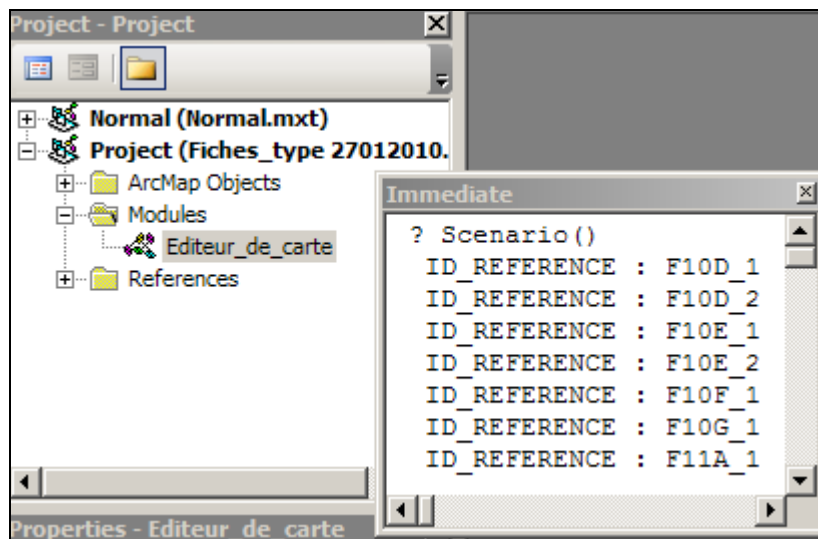 Project - Project
Normal (Normal.mxt)
Project (Fiches_type 27012010.
ArcMap Objects
Modules
Editeur_de_carte
References
Immediate
? Scenario()
ID_REFERENCE : F10D_1
ID_REFERENCE : F10D_2
ID_REFERENCE : F10E_1
ID_REFERENCE : F10E_2
ID_REFERENCE : F10F_1
ID_REFERENCE : F10G_1
ID_REFERENCE : F11A_1
Properties - Editeur_de_carte